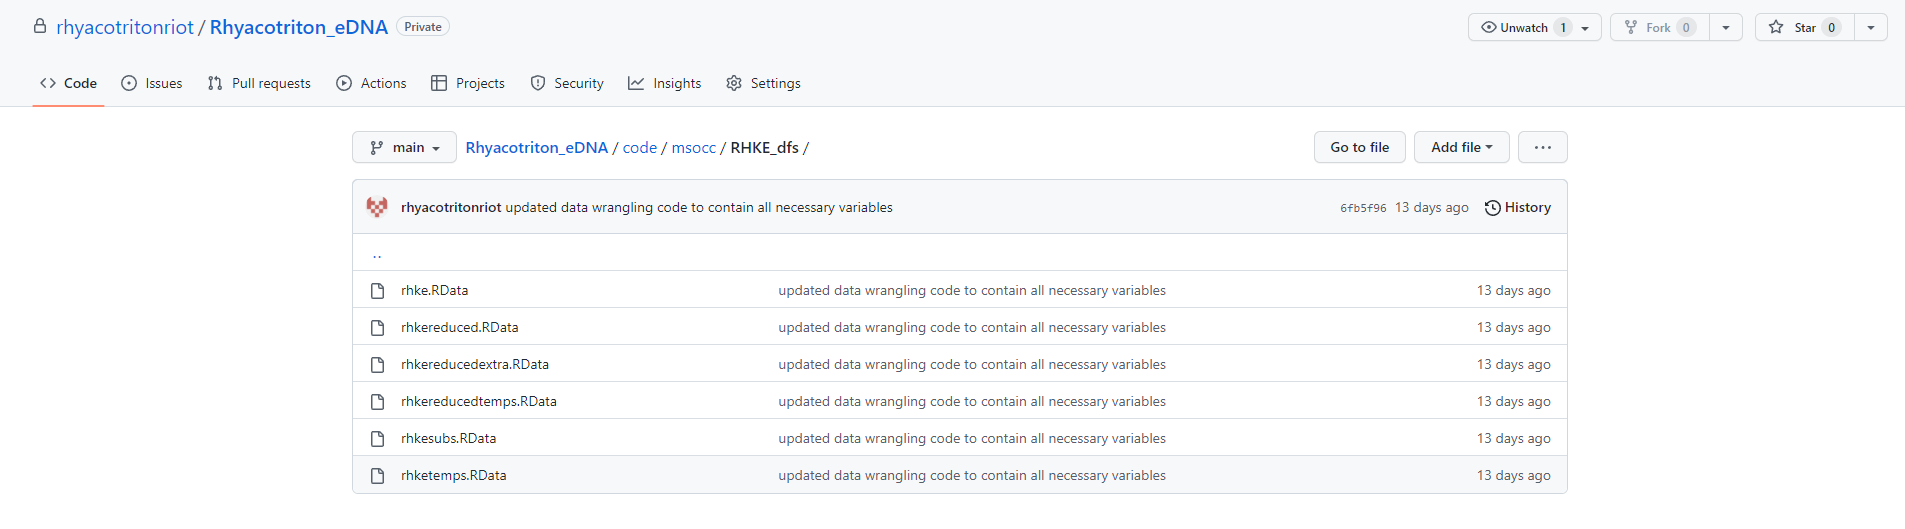 rhyacotritonriot / Rhyacotriton_eDNA Private
Unwatch 1 Fork 0 Star 0
Code Issues Pull requests Actions Projects Security Insights Settings
main Rhyacotriton_eDNA / code / msocc / RHKE_dfs / Go to file Add file ...
rhyacotritonriot updated data wrangling code to contain all necessary variables 6fb5f96 13 days ago History
..
rhke.RData updated data wrangling code to contain all necessary variables 13 days ago
rhkereduced.RData updated data wrangling code to contain all necessary variables 13 days ago
rhkereducedextra.RData updated data wrangling code to contain all necessary variables 13 days ago
rhkereducedtemps.RData updated data wrangling code to contain all necessary variables 13 days ago
rhkesubs.RData updated data wrangling code to contain all necessary variables 13 days ago
rhketemps.RData updated data wrangling code to contain all necessary variables 13 days ago